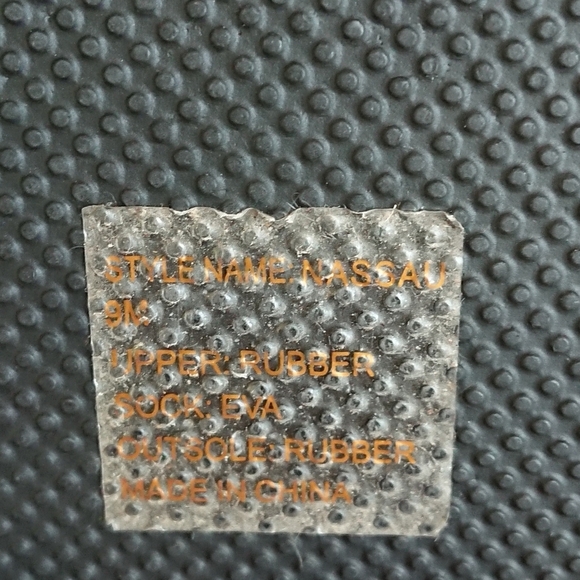 STYLE NAME: NASSAU
9M
UPPER: RUBBER
SOCK: EVA
OUTSOLE: RUBBER
MADE IN CHINA